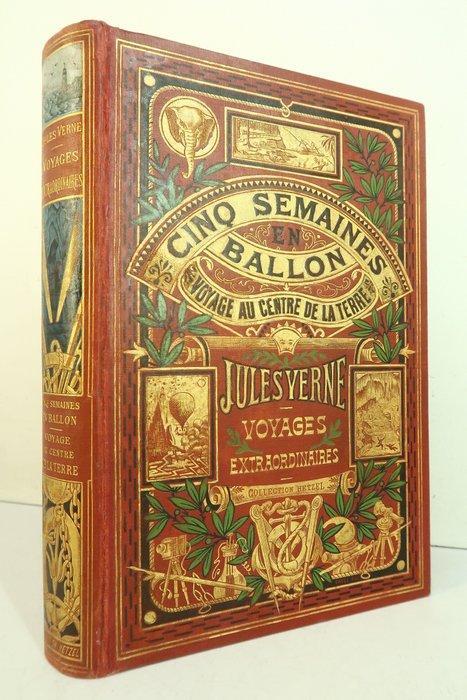 JULES VERNE
VOYAGES
EXTRAORDINAIRES
SEMAINES
EN BALLON
VOYAGE
AU CENTRE
DE LA TERRE
HETZEL
CINQ SEMAINES
EN
BALLON
VOYAGE AU CENTRE DE LA TERRE
JULES VERNE
VOYAGES
EXTRAORDINAIRES
COLLECTION HETZEL